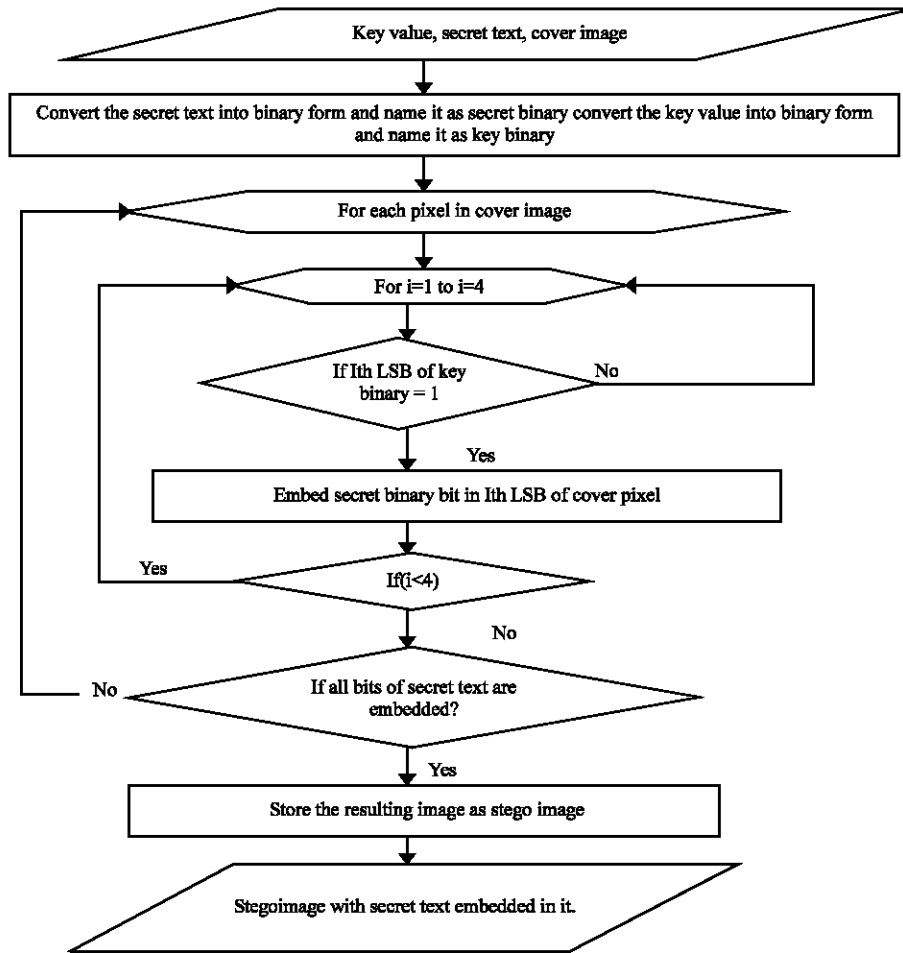 Key value, secret text, cover image
Convert the secret text into binary form and name it as secret binary convert the key value into binary form
and name it as key binary
For each pixel in cover image
For i=1 to i=4
If Ith LSB of key
binary = 1
No
Yes
Embed secret binary bit in Ith LSB of cover pixel
Yes
If(i<4)
No
No
If all bits of secret text are
embedded?
Yes
Store the resulting image as stego image
Stegoimage with secret text embedded in it.